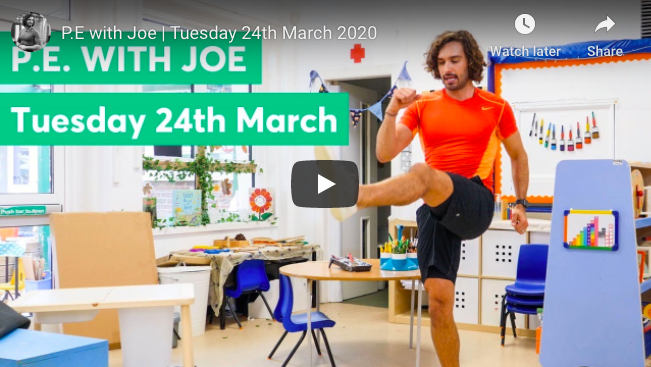 P.E with Joe | Tuesday 24th March 2020
Watch later
Share
P.E. WITH JOE
Tuesday 24th March